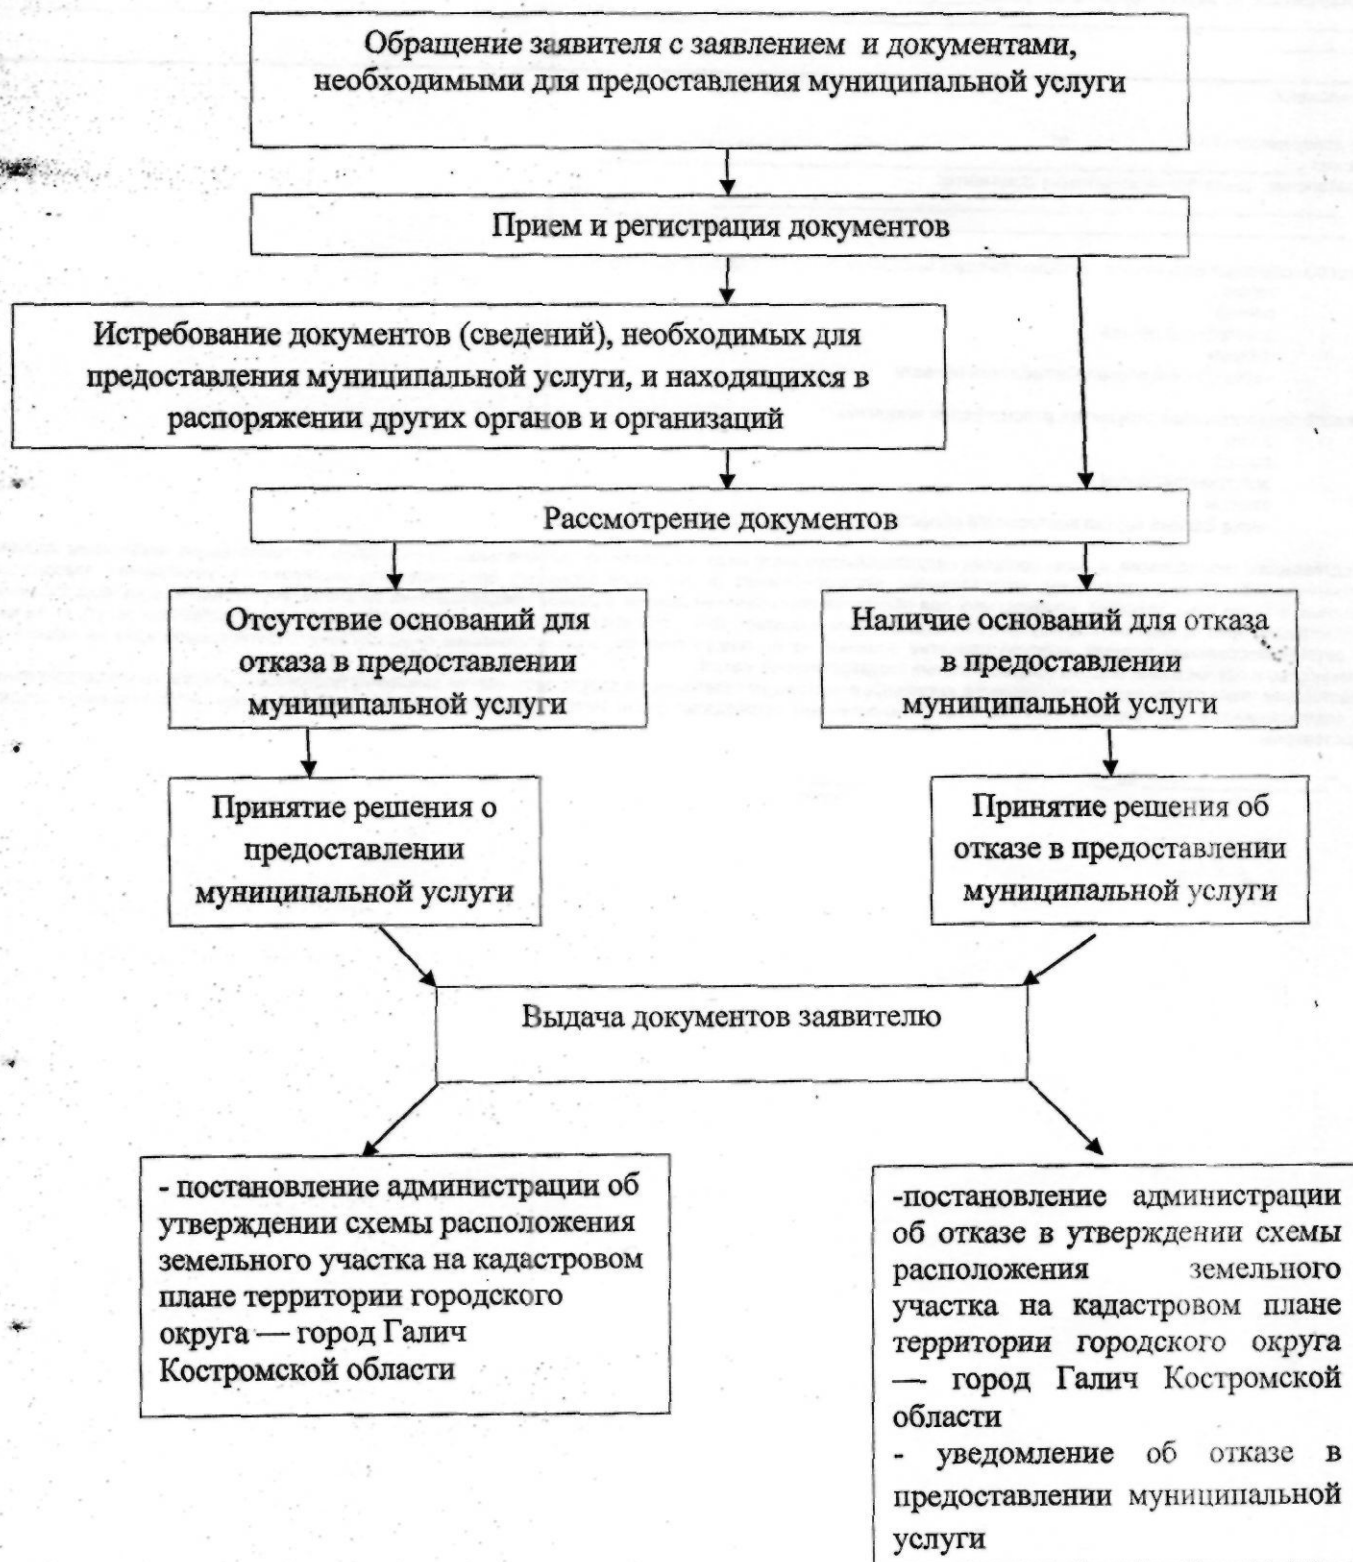 Обращение заявителя с заявлением и документами,
необходимыми для предоставления муниципальной услуги
Прием и регистрация документов
Истребование документов (сведений), необходимых для
предоставления муниципальной услуги, и находящихся в
распоряжении других органов и организаций
Рассмотрение документов
Отсутствие оснований для
отказа в предоставлении
муниципальной услуги
Наличие оснований для отказа
в предоставлении
муниципальной услуги
Принятие решения о
предоставлении
муниципальной услуги
Принятие решения об
отказе в предоставлении
муниципальной услуги
Выдача документов заявителю
- постановление администрации об
утверждении схемы расположения
земельного участка на кадастровом
плане территории городского
округа — город Галич
Костромской области
-постановление администрации
об отказе в утверждении схемы
расположения земельного
участка на кадастровом плане
территории городского округа
— город Галич Костромской
области
- уведомление об отказе в
предоставлении муниципальной
услуги